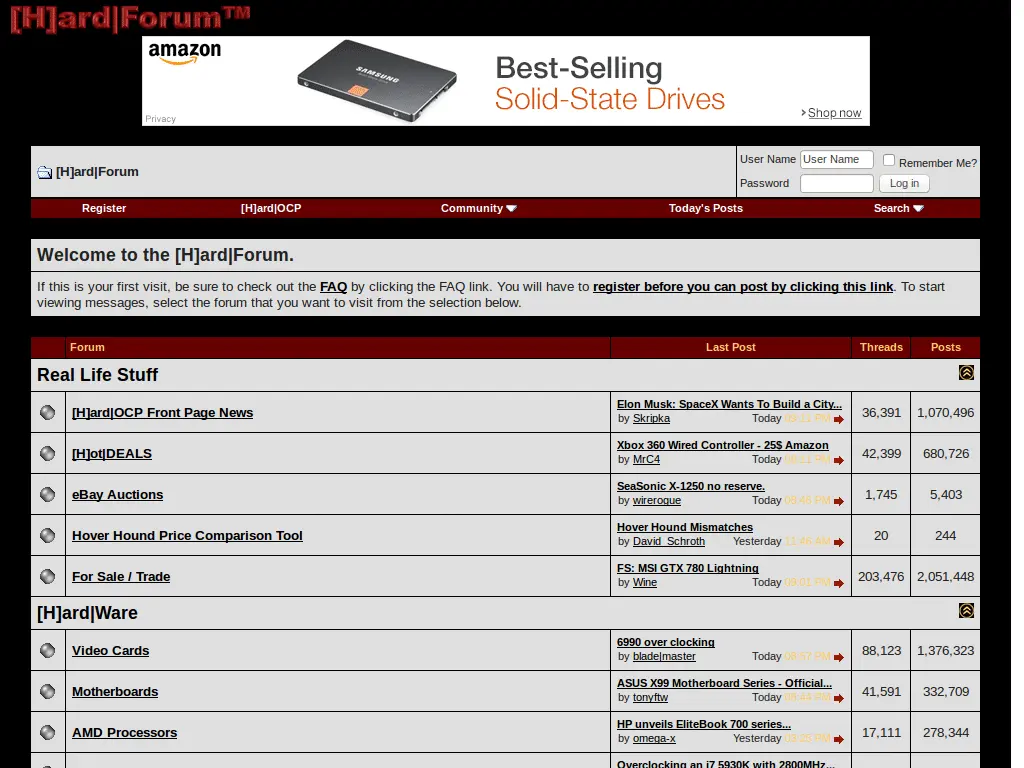 [H]ard|Forum™
amazon
SAMSUNG
Best-Selling
Solid-State Drives
Privacy
Shop now
[H]ard|Forum
User Name User Name Remember Me?
Password Log in
Register [H]ard|OCP Community Today's Posts Search
Welcome to the [H]ard|Forum.
If this is your first visit, be sure to check out the FAQ by clicking the FAQ link. You will have to register before you can post by clicking this link. To start
viewing messages, select the forum that you want to visit from the selection below.
Forum Last Post Threads Posts
Real Life Stuff
[H]ard|OCP Front Page News
Elon Musk: SpaceX Wants To Build a City...
by Skripka Today
36,391 1,070,496
[H]ot|DEALS
Xbox 360 Wired Controller - 25$ Amazon
by MrC4 Today
42,399 680,726
eBay Auctions
SeaSonic X-1250 no reserve.
by wirerogue Today
1,745 5,403
Hover Hound Price Comparison Tool
Hover Hound Mismatches
by David_Schroth Yesterday 11:46 AM
20 244
For Sale / Trade
FS: MSI GTX 780 Lightning
by Wine Today 09:01 PM
203,476 2,051,448
[H]ard|Ware
Video Cards
6990 over clocking
by blade|master Today
88,123 1,376,323
Motherboards
ASUS X99 Motherboard Series - Official...
by tonyftw Today
41,591 332,709
AMD Processors
HP unveils EliteBook 700 series...
by omega-x Yesterday
17,111 278,344
Overclocking an i7 5930K with 2800MHz...